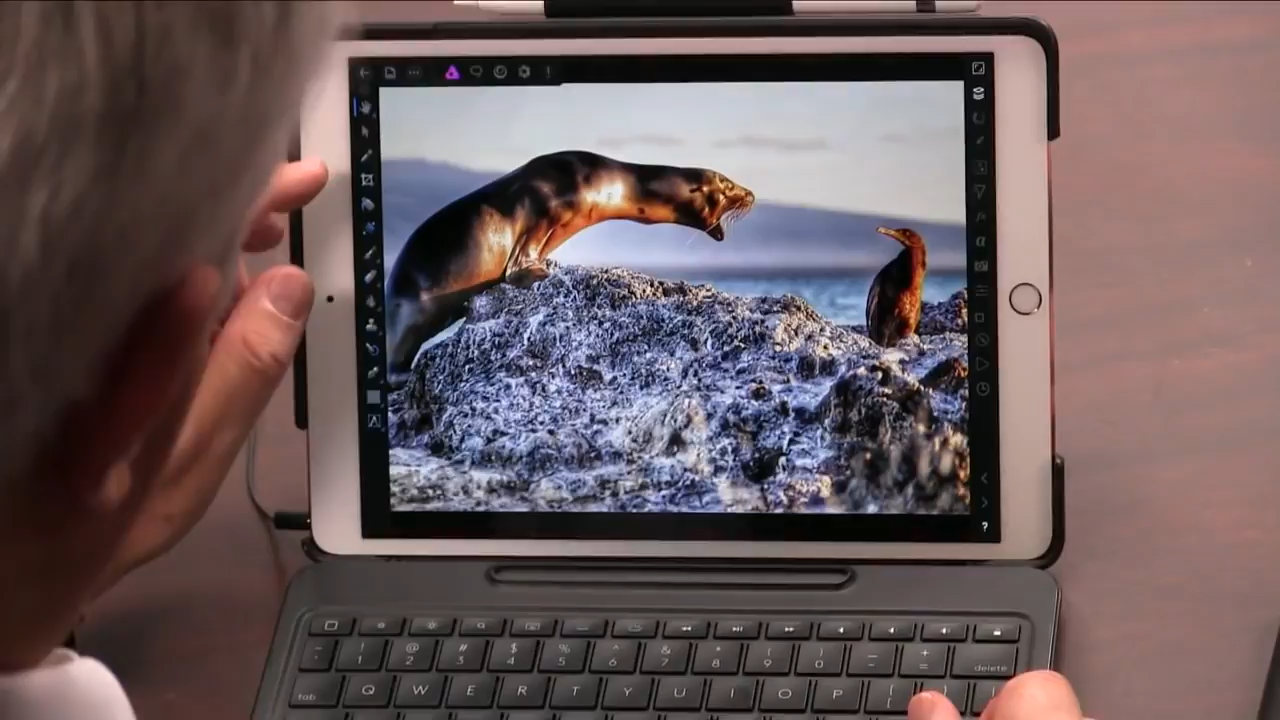 ?
! @ # $ % ^ & * ( ) — +
1 2 3 4 5 6 7 8 9 0 - = delete
tab Q W E R T Y U I O P [